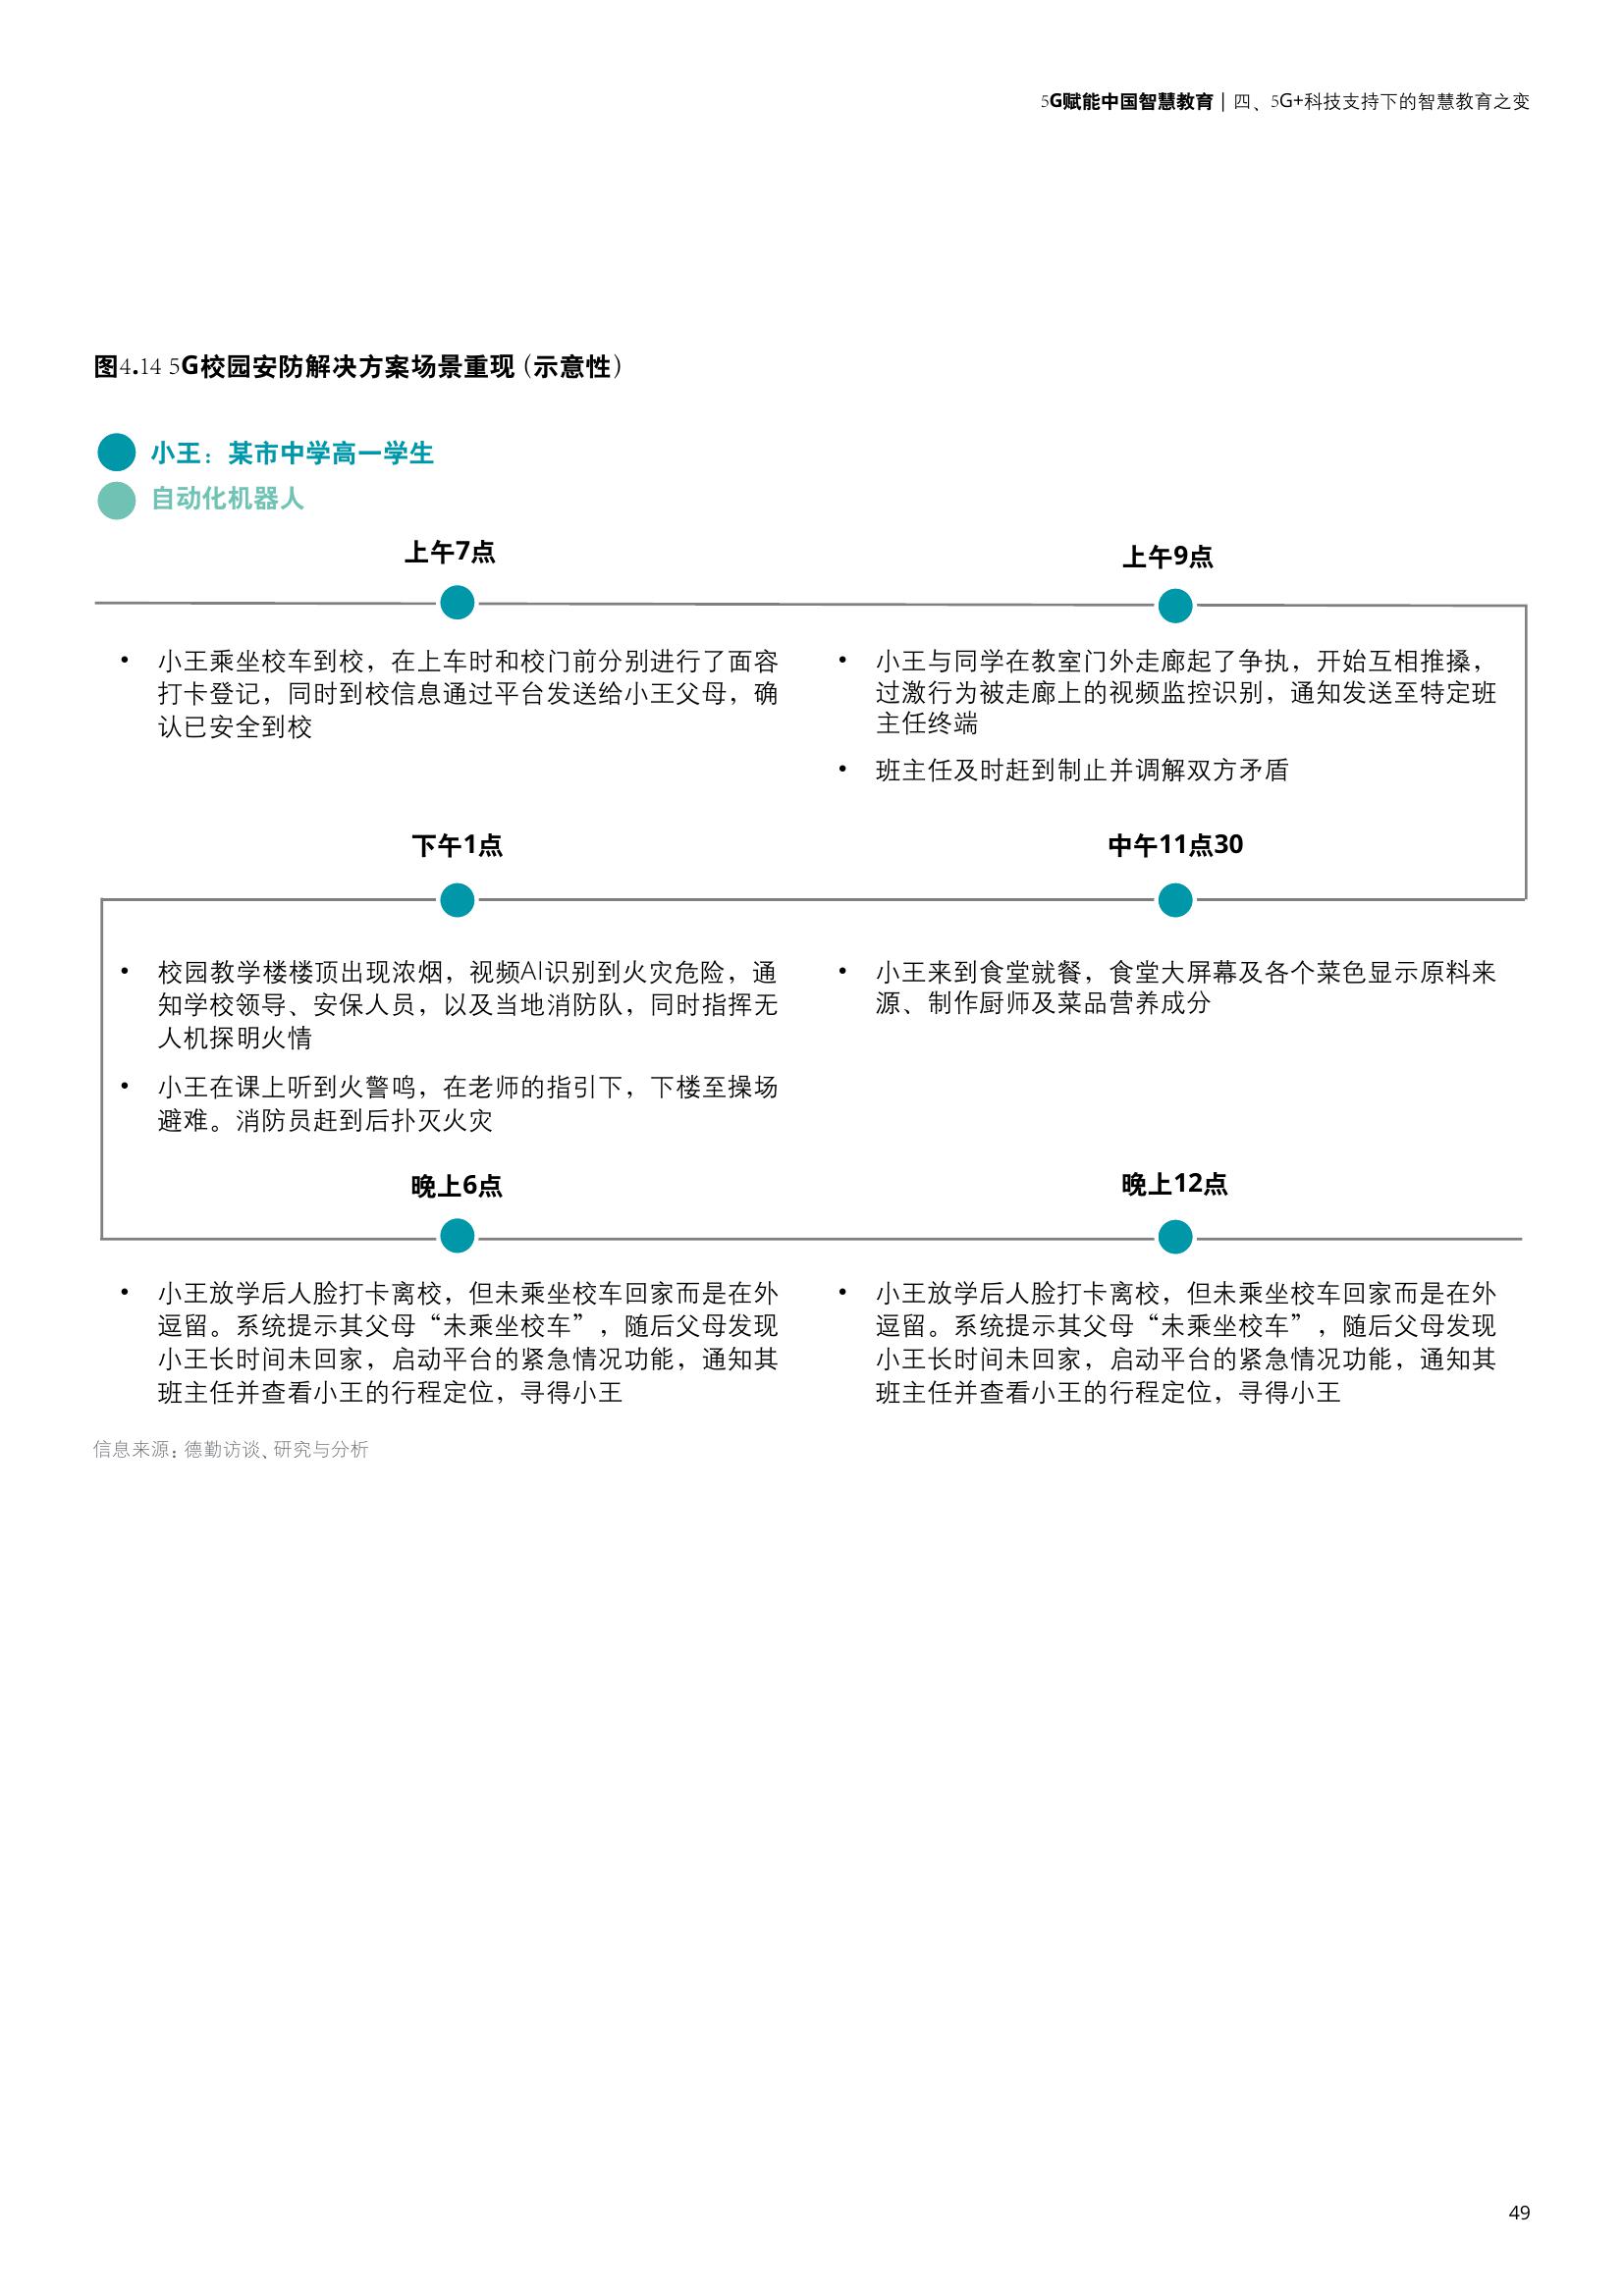 5G赋能中国智慧教育 | 四、5G+科技支持下的智慧教育之变
图4.14 5G校园安防解决方案场景重现（示意性）
小王：某市中学高一学生
自动化机器人
上午7点
• 小王乘坐校车到校，在上车时和校门前分别进行了面容
打卡登记，同时到校信息通过平台发送给小王父母，确
认已安全到校
上午9点
• 小王与同学在教室门外走廊起了争执，开始互相推搡，
过激行为被走廊上的视频监控识别，通知发送至特定班
主任终端
• 班主任及时赶到制止并调解双方矛盾
中午11点30
• 小王来到食堂就餐，食堂大屏幕及各个菜色显示原料来
源、制作厨师及菜品营养成分
下午1点
• 校园教学楼楼顶出现浓烟，视频AI识别到火灾危险，通
知学校领导、安保人员，以及当地消防队，同时指挥无
人机探明火情
• 小王在课上听到火警鸣，在老师的指引下，下楼至操场
避难。消防员赶到后扑灭火灾
晚上6点
• 小王放学后人脸打卡离校，但未乘坐校车回家而是在外
逗留。系统提示其父母“未乘坐校车”，随后父母发现
小王长时间未回家，启动平台的紧急情况功能，通知其
班主任并查看小王的行程定位，寻得小王
晚上12点
• 小王放学后人脸打卡离校，但未乘坐校车回家而是在外
逗留。系统提示其父母“未乘坐校车”，随后父母发现
小王长时间未回家，启动平台的紧急情况功能，通知其
班主任并查看小王的行程定位，寻得小王
信息来源：德勤访谈、研究与分析
49